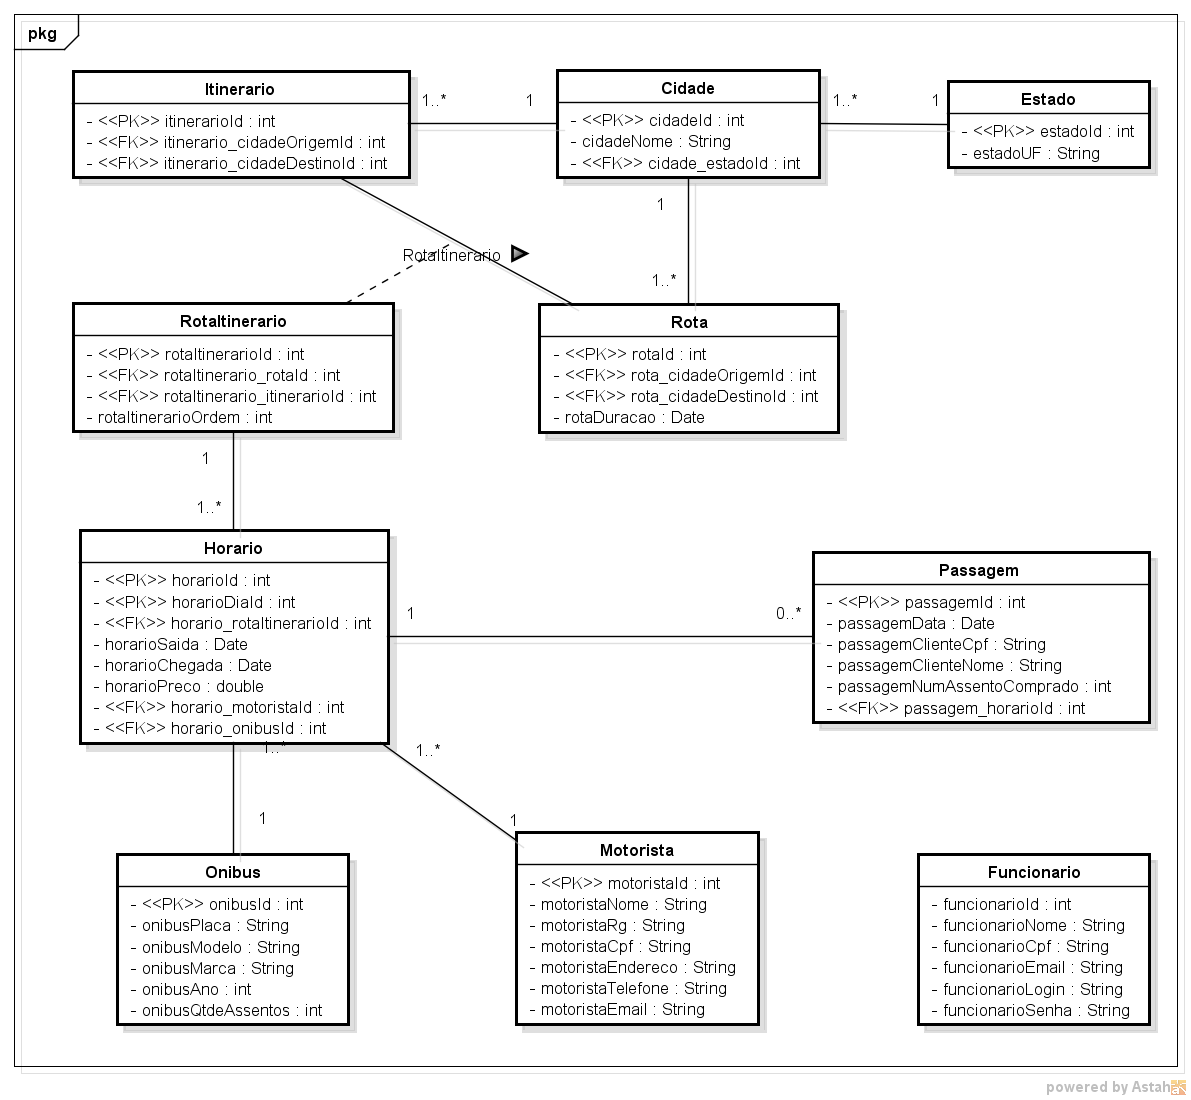 pkg
Itinerario
- <<PK>> itinerarioId : int
- <<FK>> itinerario_cidadeOrigemId : int
- <<FK>> itinerario_cidadeDestinoId : int
1..*
1
Cidade
- <<PK>> cidadeId : int
- cidadeNome : String
- <<FK>> cidade_estadoId : int
1..*
1
Estado
- <<PK>> estadoId : int
- estadoUF : String
1
1..*
RotaItinerario
RotaItinerario
- <<PK>> rotaItinerarioId : int
- <<FK>> rotaItinerario_rotaId : int
- <<FK>> rotaItinerario_itinerarioId : int
- rotaItinerarioOrdem : int
Rota
- <<PK>> rotaId : int
- <<FK>> rota_cidadeOrigemId : int
- <<FK>> rota_cidadeDestinoId : int
- rotaDuracao : Date
1
1..*
Horario
- <<PK>> horarioId : int
- <<PK>> horarioDiaId : int
- <<FK>> horario_rotaItinerarioId : int
- horarioSaida : Date
- horarioChegada : Date
- horarioPreco : double
- <<FK>> horario_motoristaId : int
- <<FK>> horario_onibusId : int
1
0..*
Passagem
- <<PK>> passagemId : int
- passagemData : Date
- passagemClienteCpf : String
- passagemClienteNome : String
- passagemNumAssentoComprado : int
- <<FK>> passagem_horarioId : int
1..*
1
1..*
1
Onibus
- <<PK>> onibusId : int
- onibusPlaca : String
- onibusModelo : String
- onibusMarca : String
- onibusAno : int
- onibusQtdeAssentos : int
Motorista
- <<PK>> motoristaId : int
- motoristaNome : String
- motoristaRg : String
- motoristaCpf : String
- motoristaEndereco : String
- motoristaTelefone : String
- motoristaEmail : String
Funcionario
- funcionarioId : int
- funcionarioNome : String
- funcionarioCpf : String
- funcionarioEmail : String
- funcionarioLogin : String
- funcionarioSenha : String
powered by Astah